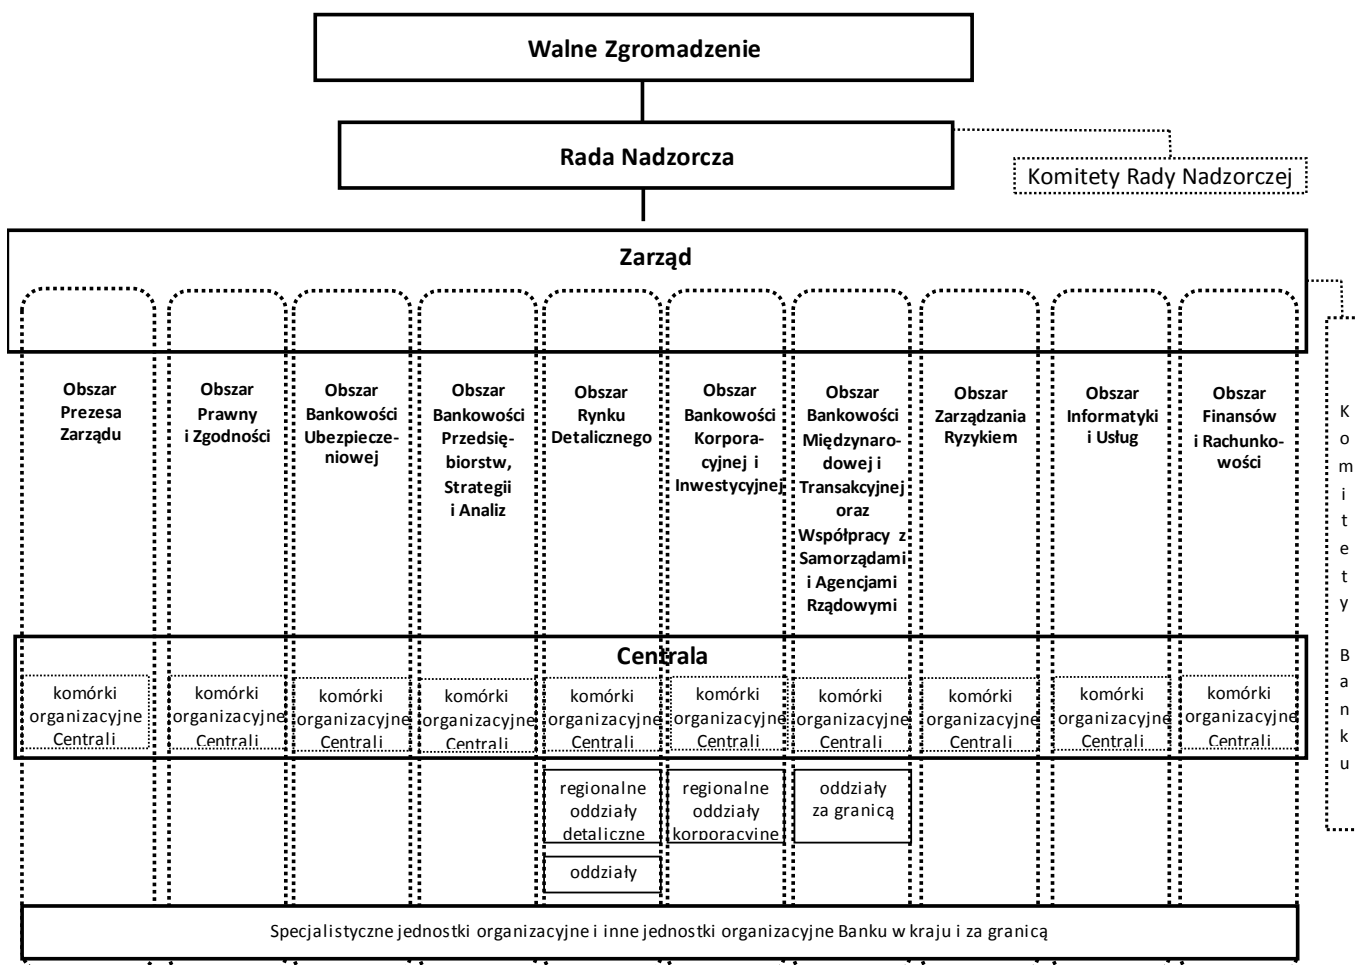 Walne Zgromadzenie
Rada Nadzorcza
Komitety Rady Nadzorczej
Zarząd
Obszar
Prezesa
Zarządu
Obszar
Prawny
i Zgodności
Obszar
Bankowości
Ubezpiecze-
niowej
Obszar
Bankowości
Przedsię-
biorstw,
Strategii
i Analiz
Obszar
Rynku
Detalicznego
Obszar
Bankowości
Korpora-
cyjnej i
Inwestycyjnej
Obszar
Bankowości
Międzynaro-
dowej i
Transakcyjnej
oraz
Współpracy z
Samorządami
i Agencjami
Rządowymi
Obszar
Zarządzania
Ryzykiem
Obszar
Informatyki
i Usług
Obszar
Finansów
i Rachunko-
wości
Komitety Banku
Centrala
komórki
organizacyjne
Centrali
komórki
organizacyjne
Centrali
komórki
organizacyjne
Centrali
komórki
organizacyjne
Centrali
komórki
organizacyjne
Centrali
komórki
organizacyjne
Centrali
komórki
organizacyjne
Centrali
komórki
organizacyjne
Centrali
komórki
organizacyjne
Centrali
komórki
organizacyjne
Centrali
regionalne
oddziały
detaliczne
regionalne
oddziały
korporacyjne
oddziały
za granicą
oddziały
Specjalistyczne jednostki organizacyjne i inne jednostki organizacyjne Banku w kraju i za granicą